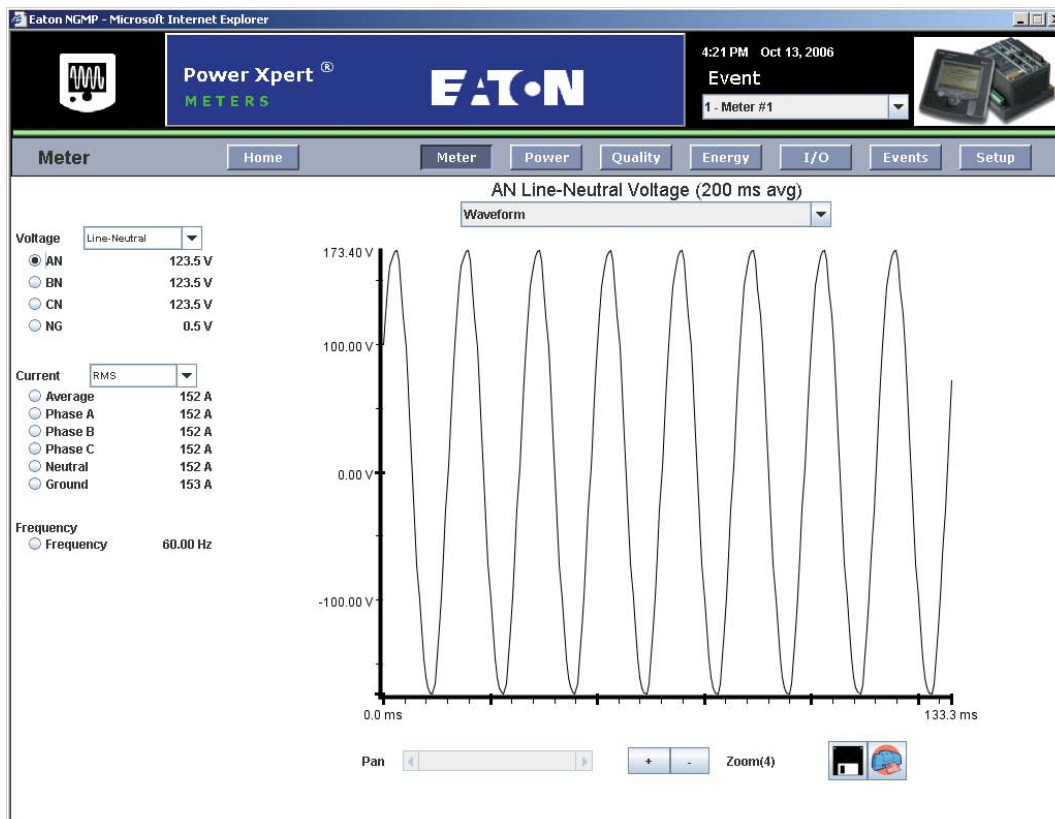 Eaton NGMP - Microsoft Internet Explorer
Power Xpert ®
METERS
EATON
4:21 PM Oct 13, 2006
Event
1 - Meter #1
Meter
Home
Meter
Power
Quality
Energy
I/O
Events
Setup
AN Line-Neutral Voltage (200 ms avg)
Waveform
Voltage Line-Neutral
AN 123.5 V
BN 123.5 V
CN 123.5 V
NG 0.5 V
Current RMS
Average 152 A
Phase A 152 A
Phase B 152 A
Phase C 152 A
Neutral 152 A
Ground 153 A
Frequency
Frequency 60.00 Hz
173.40 V
100.00 V
0.00 V
-100.00 V
0.0 ms
133.3 ms
Pan
+
-
Zoom(4)